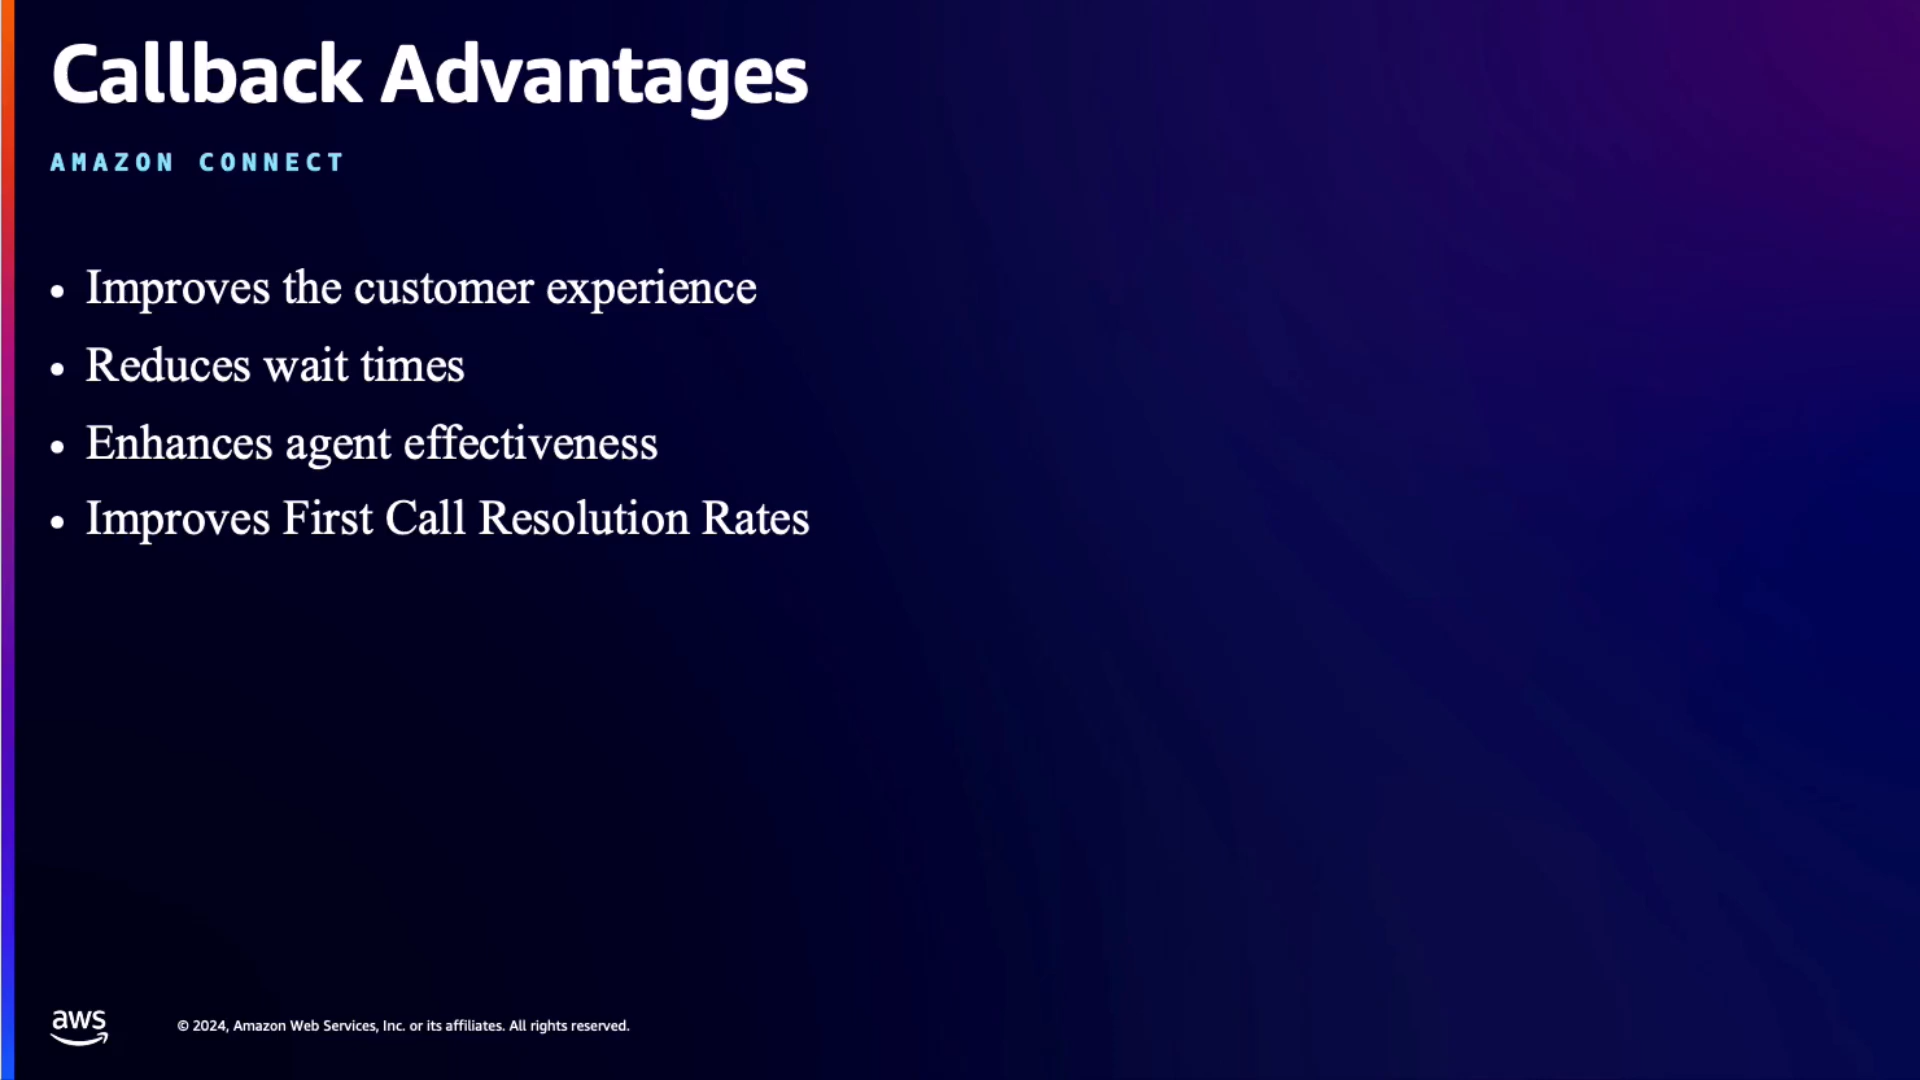 Callback Advantages
AMAZON CONNECT
• Improves the customer experience
• Reduces wait times
• Enhances agent effectiveness
• Improves First Call Resolution Rates
aws
© 2024, Amazon Web Services, Inc. or its affiliates. All rights reserved.